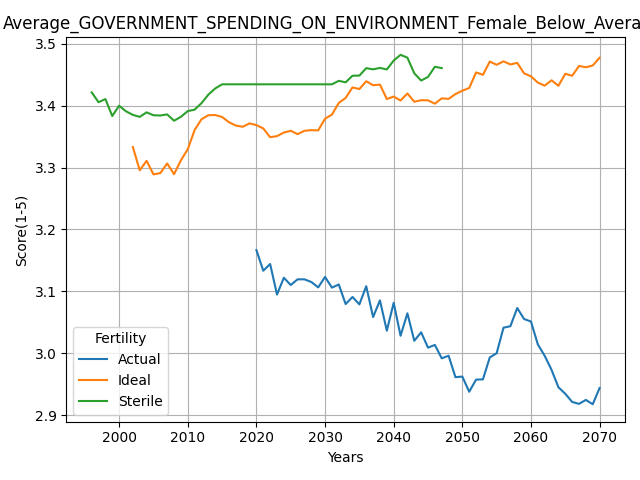 Average_GOVERNMENT_SPENDING_ON_ENVIRONMENT_Female_Below_Avera
3.5
3.4
3.3
3.2
3.1
3.0
2.9
Score(1-5)
Fertility
Actual
Ideal
Sterile
2000 2010 2020 2030 2040 2050 2060 2070
Years